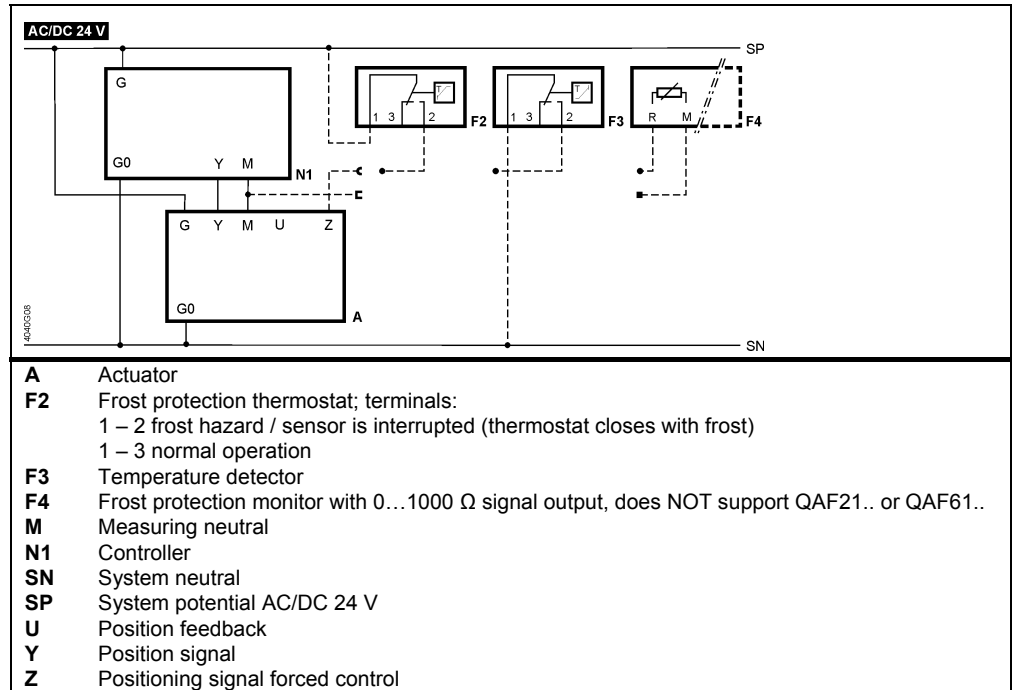 AC/DC 24 V
SP
G
G0 Y M
N1
1 3 2
F2
1 3 2
F3
R M
F4
G Y M U Z
G0
A
4040G08
SN
A Actuator
F2 Frost protection thermostat; terminals:
1 – 2 frost hazard / sensor is interrupted (thermostat closes with frost)
1 – 3 normal operation
F3 Temperature detector
F4 Frost protection monitor with 0…1000 Ω signal output, does NOT support QAF21.. or QAF61..
M Measuring neutral
N1 Controller
SN System neutral
SP System potential AC/DC 24 V
U Position feedback
Y Position signal
Z Positioning signal forced control